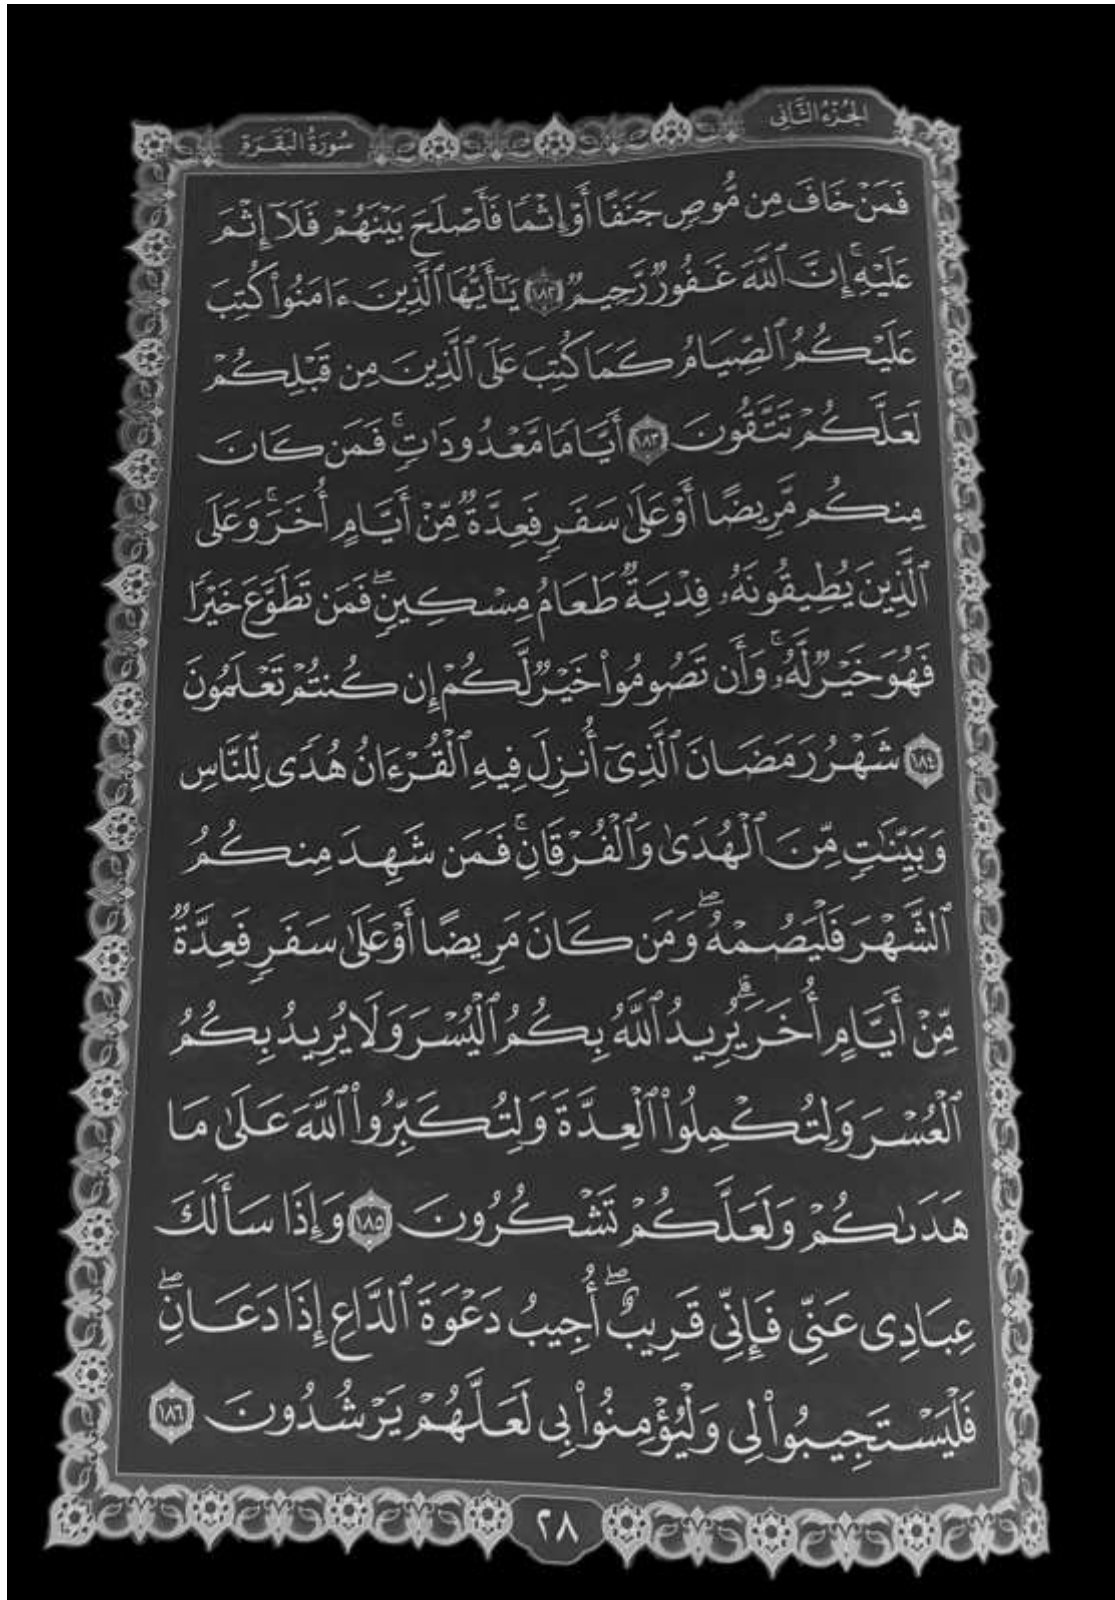 الجزء الثاني
سورة البقرة
فَمَنْ خَافَ مِن مُّوصٍ جَنَفًا أَوْ إِثْمًا فَأَصْلَحَ بَيْنَهُمْ فَلَآ إِثْمَ
عَلَيْهِ ۚ إِنَّ ٱللَّهَ غَفُورٌ رَّحِيمٌ ١٨٢ يَـٰٓأَيُّهَا ٱلَّذِينَ ءَامَنُوا۟ كُتِبَ
عَلَيْكُمُ ٱلصِّيَامُ كَمَا كُتِبَ عَلَى ٱلَّذِينَ مِن قَبْلِكُمْ
لَعَلَّكُمْ تَتَّقُونَ ١٨٣ أَيَّامًا مَّعْدُودَٰتٍ ۚ فَمَن كَانَ
مِنكُم مَّرِيضًا أَوْ عَلَىٰ سَفَرٍ فَعِدَّةٌ مِّنْ أَيَّامٍ أُخَرَ ۚ وَعَلَى
ٱلَّذِينَ يُطِيقُونَهُۥ فِدْيَةٌ طَعَامُ مِسْكِينٍ ۖ فَمَن تَطَوَّعَ خَيْرًا
فَهُوَ خَيْرٌ لَّهُۥ ۚ وَأَن تَصُومُوا۟ خَيْرٌ لَّكُمْ إِن كُنتُمْ تَعْلَمُونَ
١٨٤ شَهْرُ رَمَضَانَ ٱلَّذِىٓ أُنزِلَ فِيهِ ٱلْقُرْءَانُ هُدًى لِّلنَّاسِ
وَبَيِّنَـٰتٍ مِّنَ ٱلْهُدَىٰ وَٱلْفُرْقَانِ ۚ فَمَن شَهِدَ مِنكُمُ
ٱلشَّهْرَ فَلْيَصُمْهُ ۖ وَمَن كَانَ مَرِيضًا أَوْ عَلَىٰ سَفَرٍ فَعِدَّةٌ
مِّنْ أَيَّامٍ أُخَرَ ۗ يُرِيدُ ٱللَّهُ بِكُمُ ٱلْيُسْرَ وَلَا يُرِيدُ بِكُمُ
ٱلْعُسْرَ وَلِتُكْمِلُوا۟ ٱلْعِدَّةَ وَلِتُكَبِّرُوا۟ ٱللَّهَ عَلَىٰ مَا
هَدَىٰكُمْ وَلَعَلَّكُمْ تَشْكُرُونَ ١٨٥ وَإِذَا سَأَلَكَ
عِبَادِى عَنِّى فَإِنِّى قَرِيبٌ ۖ أُجِيبُ دَعْوَةَ ٱلدَّاعِ إِذَا دَعَانِ ۖ
فَلْيَسْتَجِيبُوا۟ لِى وَلْيُؤْمِنُوا۟ بِى لَعَلَّهُمْ يَرْشُدُونَ ١٨٦
٢٨